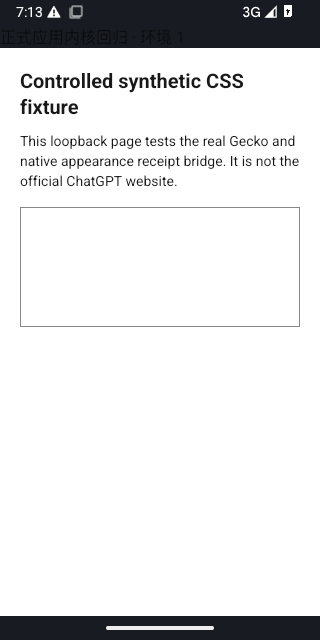 7:13
3G
正式应用内核回归 · 环境 1
Controlled synthetic CSS
fixture
This loopback page tests the real Gecko and
native appearance receipt bridge. It is not the
official ChatGPT website.